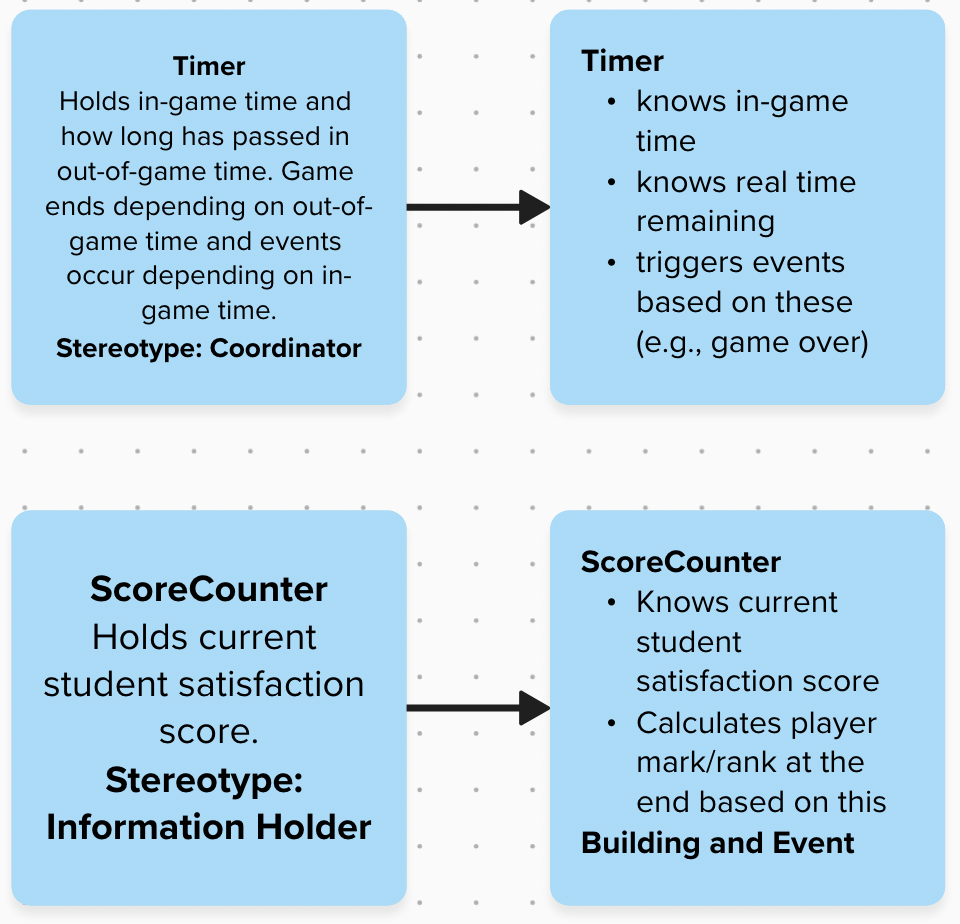 Timer
Holds in-game time and
how long has passed in
out-of-game time. Game
ends depending on out-of-
game time and events
occur depending on in-
game time.
Stereotype: Coordinator
Timer
• knows in-game
time
• knows real time
remaining
• triggers events
based on these
(e.g., game over)
ScoreCounter
Holds current
student satisfaction
score.
Stereotype:
Information Holder
ScoreCounter
• Knows current
student
satisfaction score
• Calculates player
mark/rank at the
end based on this
Building and Event